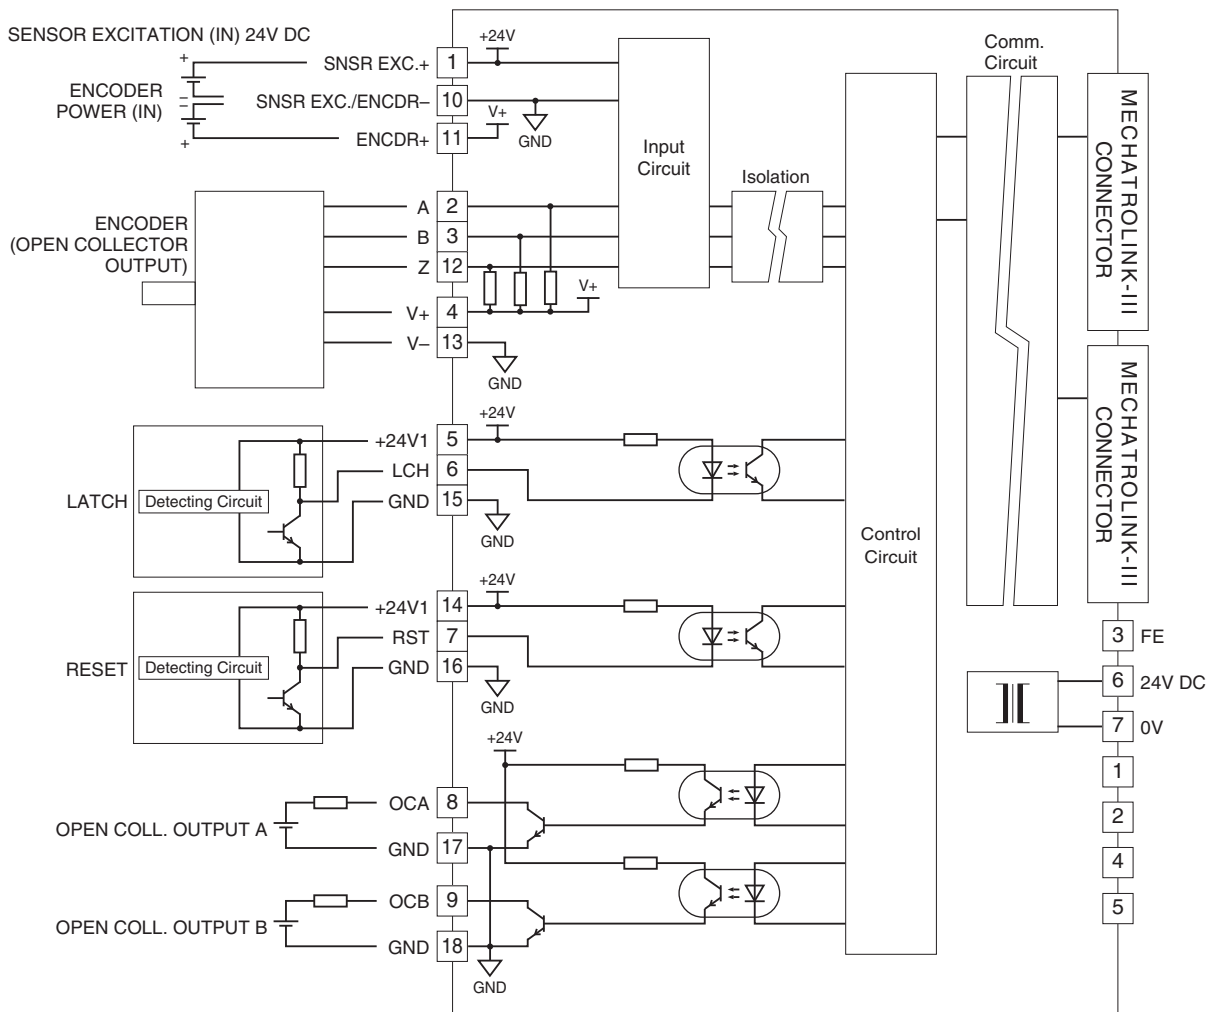 SENSOR EXCITATION (IN) 24V DC
+
ENCODER
POWER (IN)
+
SNSR EXC.+ 1 +24V
SNSR EXC./ENCDR– 10 GND
ENCDR+ 11 V+
Input
Circuit
Isolation
Comm.
Circuit
Control
Circuit
MECHATROLINK-III
CONNECTOR
MECHATROLINK-III
CONNECTOR
ENCODER
(OPEN COLLECTOR
OUTPUT)
A 2
B 3
Z 12
V+ 4 V+
V– 13
GND
LATCH
Detecting Circuit
+24V1 5 +24V
LCH 6
GND 15
GND
RESET
Detecting Circuit
+24V1 14 +24V
RST 7
GND 16
GND
+24V
OPEN COLL. OUTPUT A
OCA 8
GND 17
OPEN COLL. OUTPUT B
OCB 9
GND 18
GND
3 FE
6 24V DC
7 0V
1
2
4
5